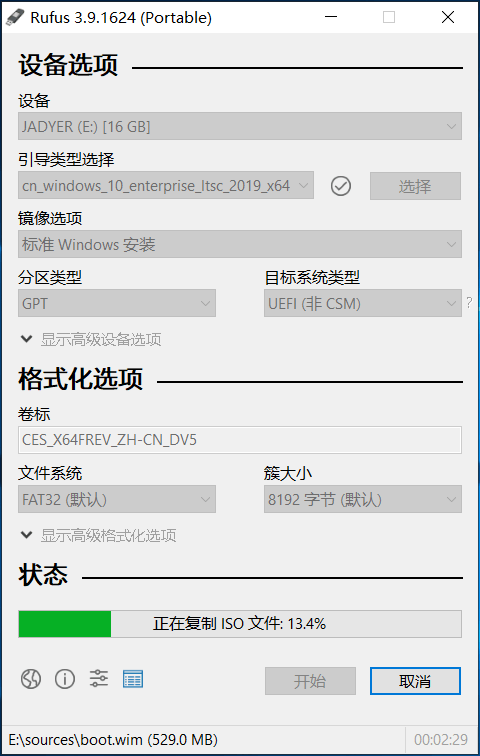 Rufus 3.9.1624 (Portable)
设备选项
设备
JADYER (E:) [16 GB]
引导类型选择
cn_windows_10_enterprise_ltsc_2019_x64
选择
镜像选项
标准 Windows 安装
分区类型
目标系统类型
GPT
UEFI (非 CSM)
?
显示高级设备选项
格式化选项
卷标
CES_X64FREV_ZH-CN_DV5
文件系统
簇大小
FAT32 (默认)
8192 字节 (默认)
显示高级格式化选项
状态
正在复制 ISO 文件: 13.4%
开始
取消
E:\sources\boot.wim (529.0 MB)
00:02:29